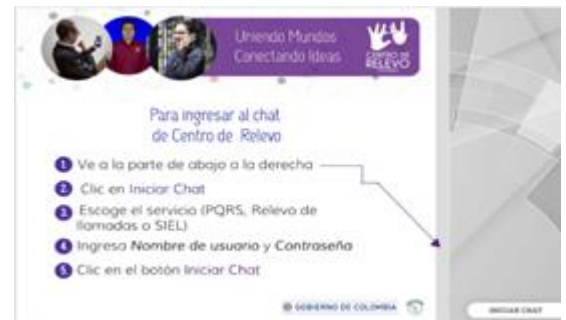 Uniendo Mundos
Conectando Ideas
CENTRO DE
RELEVO
Para ingresar al chat
de Centro de Relevo
1 Ve a la parte de abajo a la derecha
2 Clic en Iniciar Chat
3 Escoge el servicio (PQRS, Relevo de
llamadas o SIEL)
4 Ingresa Nombre de usuario y Contraseña
5 Clic en el botón Iniciar Chat
GOBIERNO DE COLOMBIA
INICIAR CHAT